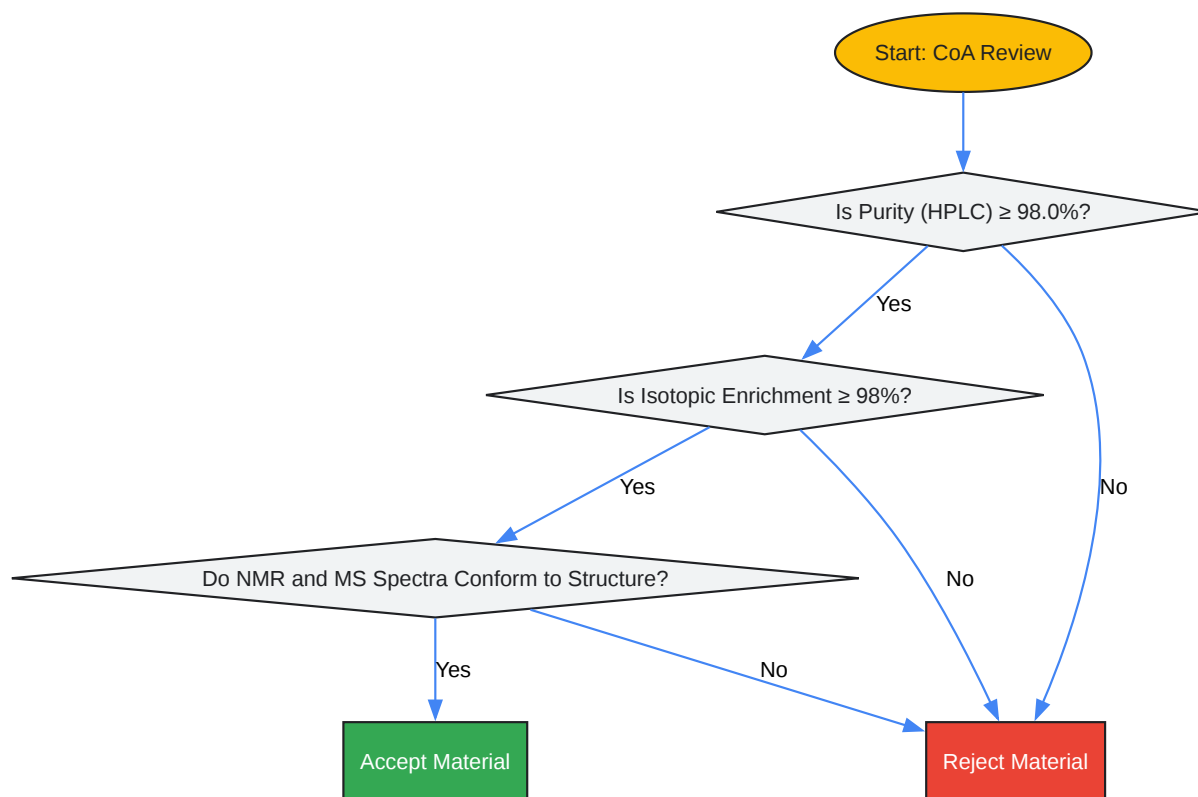 Start: CoA Review
Is Purity (HPLC) ≥ 98.0%?
Yes
Is Isotopic Enrichment ≥ 98%?
Yes
No
Do NMR and MS Spectra Conform to Structure?
No
Yes
No
Accept Material
Reject Material